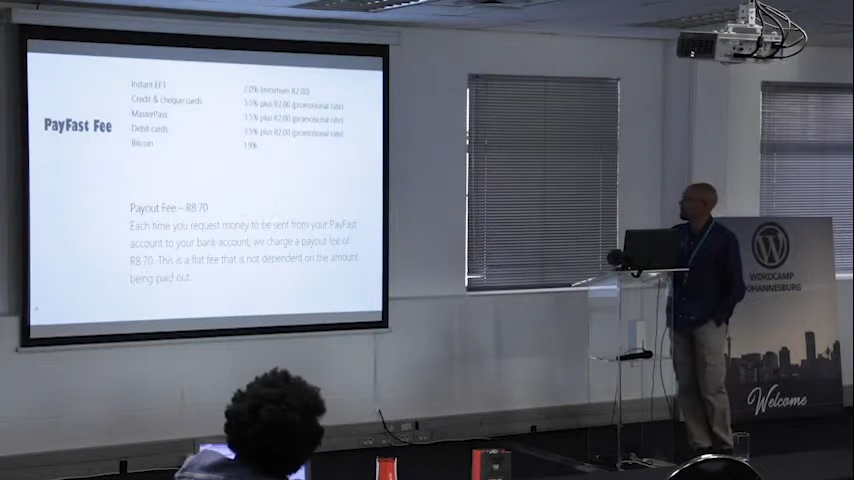 PayFast Fee
Instant EFT 2.0% (minimum R2.00)
Credit & cheque cards 3.5% plus R2.00 (promotional rate)
MasterPass 3.5% plus R2.00 (promotional rate)
Debit cards 3.5% plus R2.00 (promotional rate)
Bitcoin 1.9%
Payout Fee – R8.70
Each time you request money to be sent from your PayFast
account to your bank account, we charge a payout fee of
R8.70. This is a flat fee that is not dependent on the amount
being paid out.
W
WORDCAMP
JOHANNESBURG
Welcome